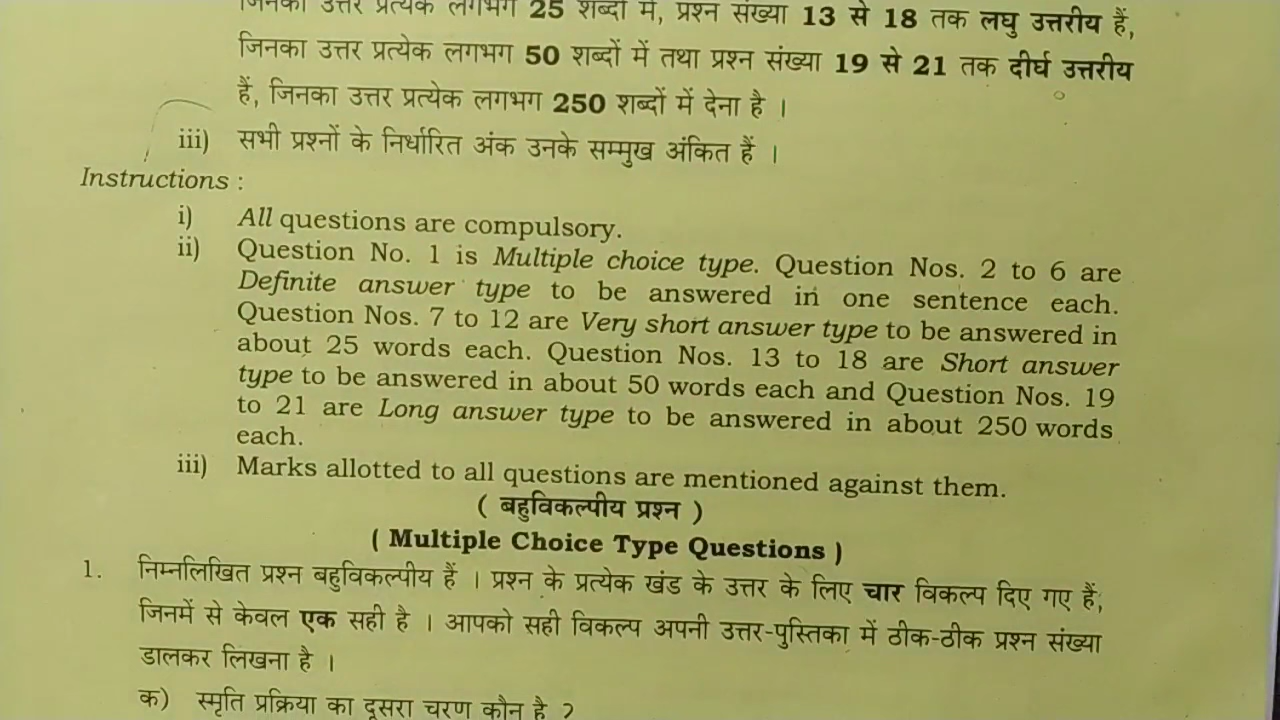 जिनका उत्तर प्रत्येक लगभग 25 शब्दों में, प्रश्न संख्या 13 से 18 तक लघु उत्तरीय हैं,
जिनका उत्तर प्रत्येक लगभग 50 शब्दों में तथा प्रश्न संख्या 19 से 21 तक दीर्घ उत्तरीय
हैं, जिनका उत्तर प्रत्येक लगभग 250 शब्दों में देना है ।
iii) सभी प्रश्नों के निर्धारित अंक उनके सम्मुख अंकित हैं ।
Instructions :
i) All questions are compulsory.
ii) Question No. 1 is Multiple choice type. Question Nos. 2 to 6 are
Definite answer type to be answered in one sentence each.
Question Nos. 7 to 12 are Very short answer type to be answered in
about 25 words each. Question Nos. 13 to 18 are Short answer
type to be answered in about 50 words each and Question Nos. 19
to 21 are Long answer type to be answered in about 250 words
each.
iii) Marks allotted to all questions are mentioned against them.
( बहुविकल्पीय प्रश्न )
( Multiple Choice Type Questions )
1. निम्नलिखित प्रश्न बहुविकल्पीय हैं । प्रश्न के प्रत्येक खंड के उत्तर के लिए चार विकल्प दिए गए हैं,
जिनमें से केवल एक सही है । आपको सही विकल्प अपनी उत्तर-पुस्तिका में ठीक-ठीक प्रश्न संख्या
डालकर लिखना है ।
क) स्मृति प्रक्रिया का दूसरा चरण कौन है ?